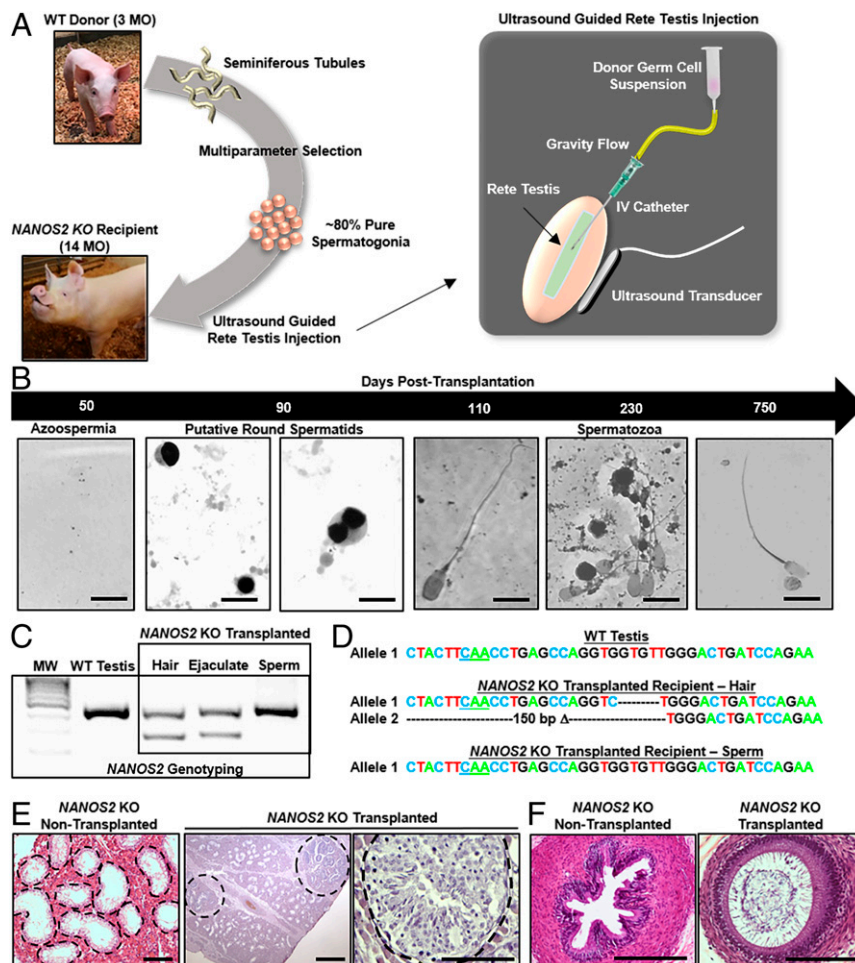 A
WT Donor (3 MO)
Seminiferous Tubules
Multiparameter Selection
~80% Pure
Spermatogonia
NANOS2 KO Recipient
(14 MO)
Ultrasound Guided
Rete Testis Injection
Ultrasound Guided Rete Testis Injection
Donor Germ Cell
Suspension
Gravity Flow
Rete Testis
IV Catheter
Ultrasound Transducer
B
Days Post-Transplantation
50 90 110 230 750
Azoospermia Putative Round Spermatids Spermatozoa
C
NANOS2 KO Transplanted
MW WT Testis Hair Ejaculate Sperm
NANOS2 Genotyping
D
WT Testis
Allele 1 CTACTTCAACCTGAGCCAGGTGGTGTTGGGACTGATCCAGAA
NANOS2 KO Transplanted Recipient – Hair
Allele 1 CTACTTCAACCTGAGCCAGGTC---------TGGGACTGATCCAGAA
Allele 2 --------------------150 bp Δ------------------TGGGACTGATCCAGAA
NANOS2 KO Transplanted Recipient – Sperm
Allele 1 CTACTTCAACCTGAGCCAGGTGGTGTTGGGACTGATCCAGAA
E
NANOS2 KO
Non-Transplanted
NANOS2 KO Transplanted
F
NANOS2 KO
Non-Transplanted
NANOS2 KO
Transplanted